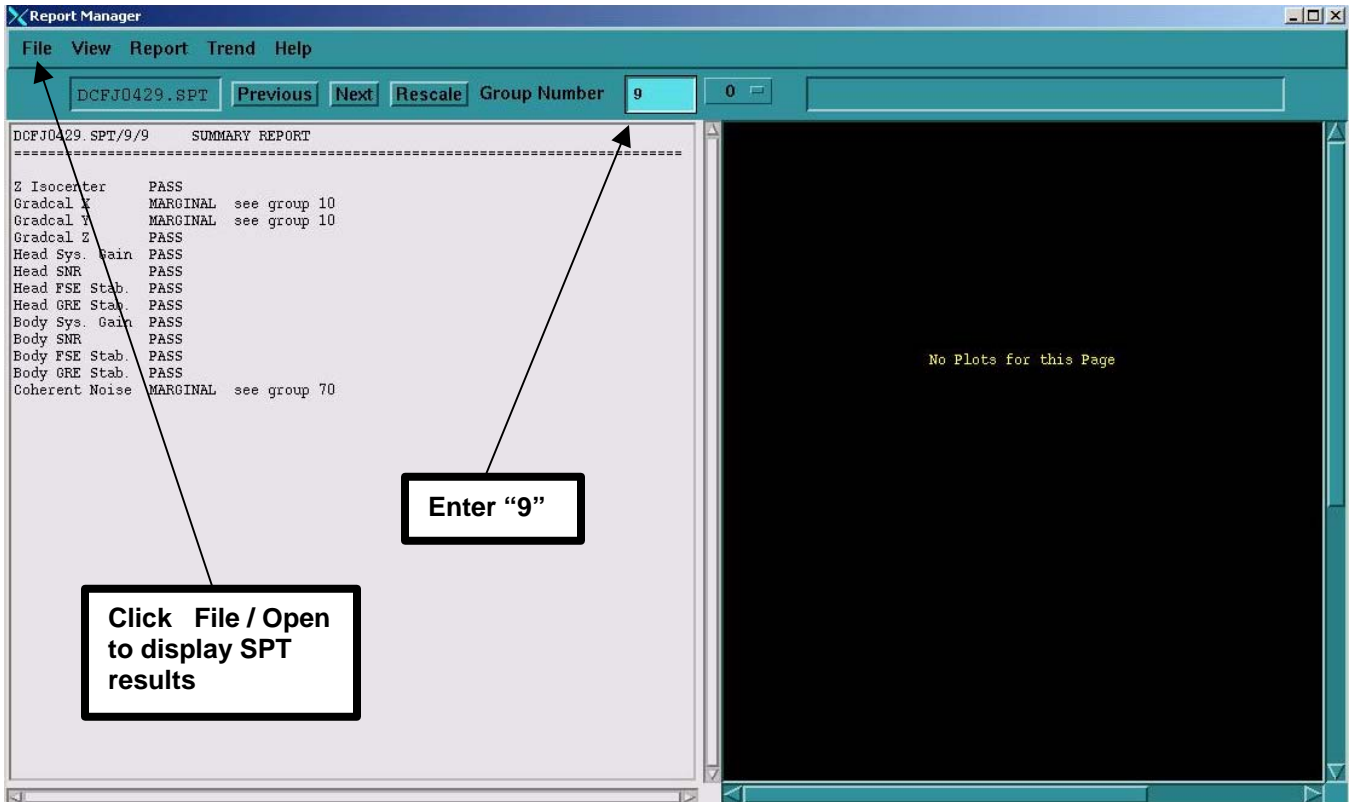 Report Manager
File View Report Trend Help
DCFJ0429.SPT Previous Next Rescale Group Number 9 0
DCFJ0429.SPT/9/9 SUMMARY REPORT
================================================================================
Z Isocenter PASS
Gradcal X MARGINAL see group 10
Gradcal Y MARGINAL see group 10
Gradcal Z PASS
Head Sys. Gain PASS
Head SNR PASS
Head FSE Stab. PASS
Head GRE Stab. PASS
Body Sys. Gain PASS
Body SNR PASS
Body FSE Stab. PASS
Body GRE Stab. PASS
Coherent Noise MARGINAL see group 70
No Plots for this Page
Enter “9”
Click File / Open
to display SPT
results